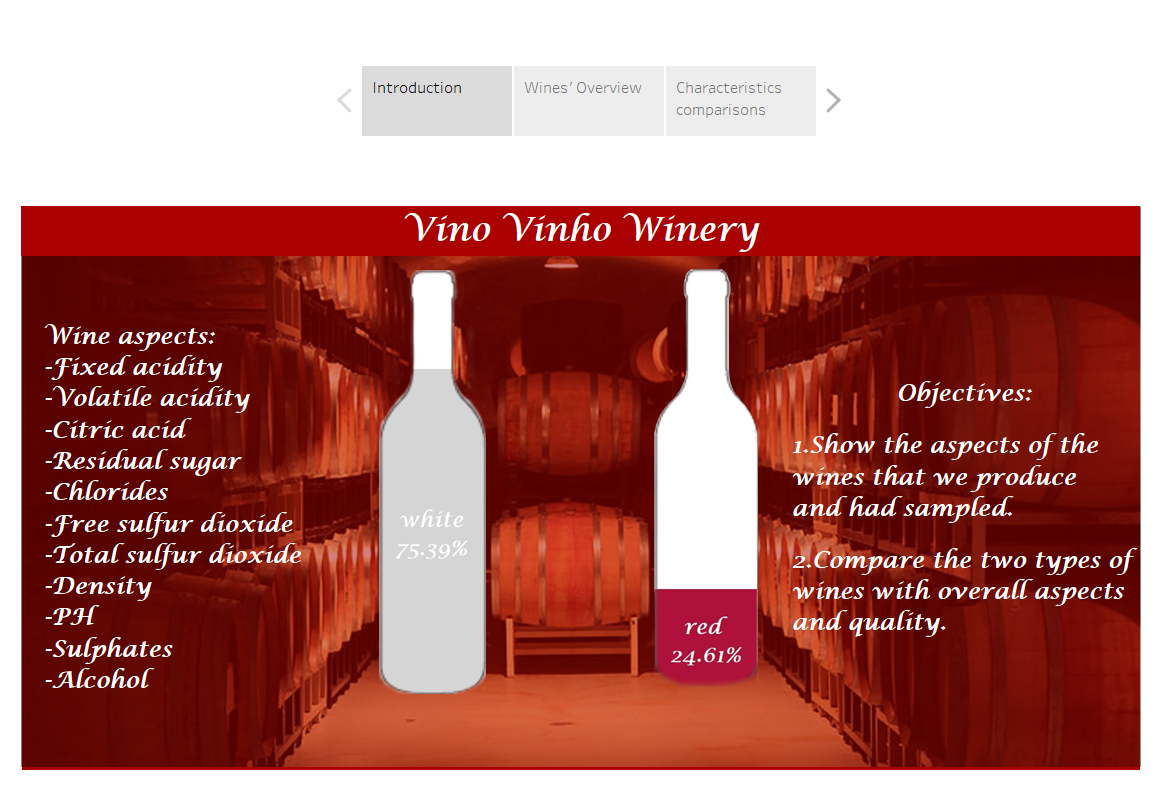 Introduction
Wines’ Overview
Characteristics
comparisons
Vino Vinho Winery
Wine aspects:
-Fixed acidity
-Volatile acidity
-Citric acid
-Residual sugar
-Chlorides
-Free sulfur dioxide
-Total sulfur dioxide
-Density
-PH
-Sulphates
-Alcohol
white
75.39%
red
24.61%
Objectives:
1.Show the aspects of the
wines that we produce
and had sampled.
2.Compare the two types of
wines with overall aspects
and quality.